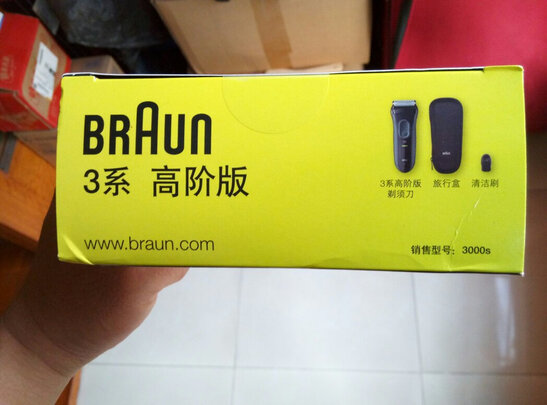 BRAUN
3系 高阶版
www.braun.com
3系高阶版
剃须刀
旅行盒
清洁刷
销售型号: 3000s